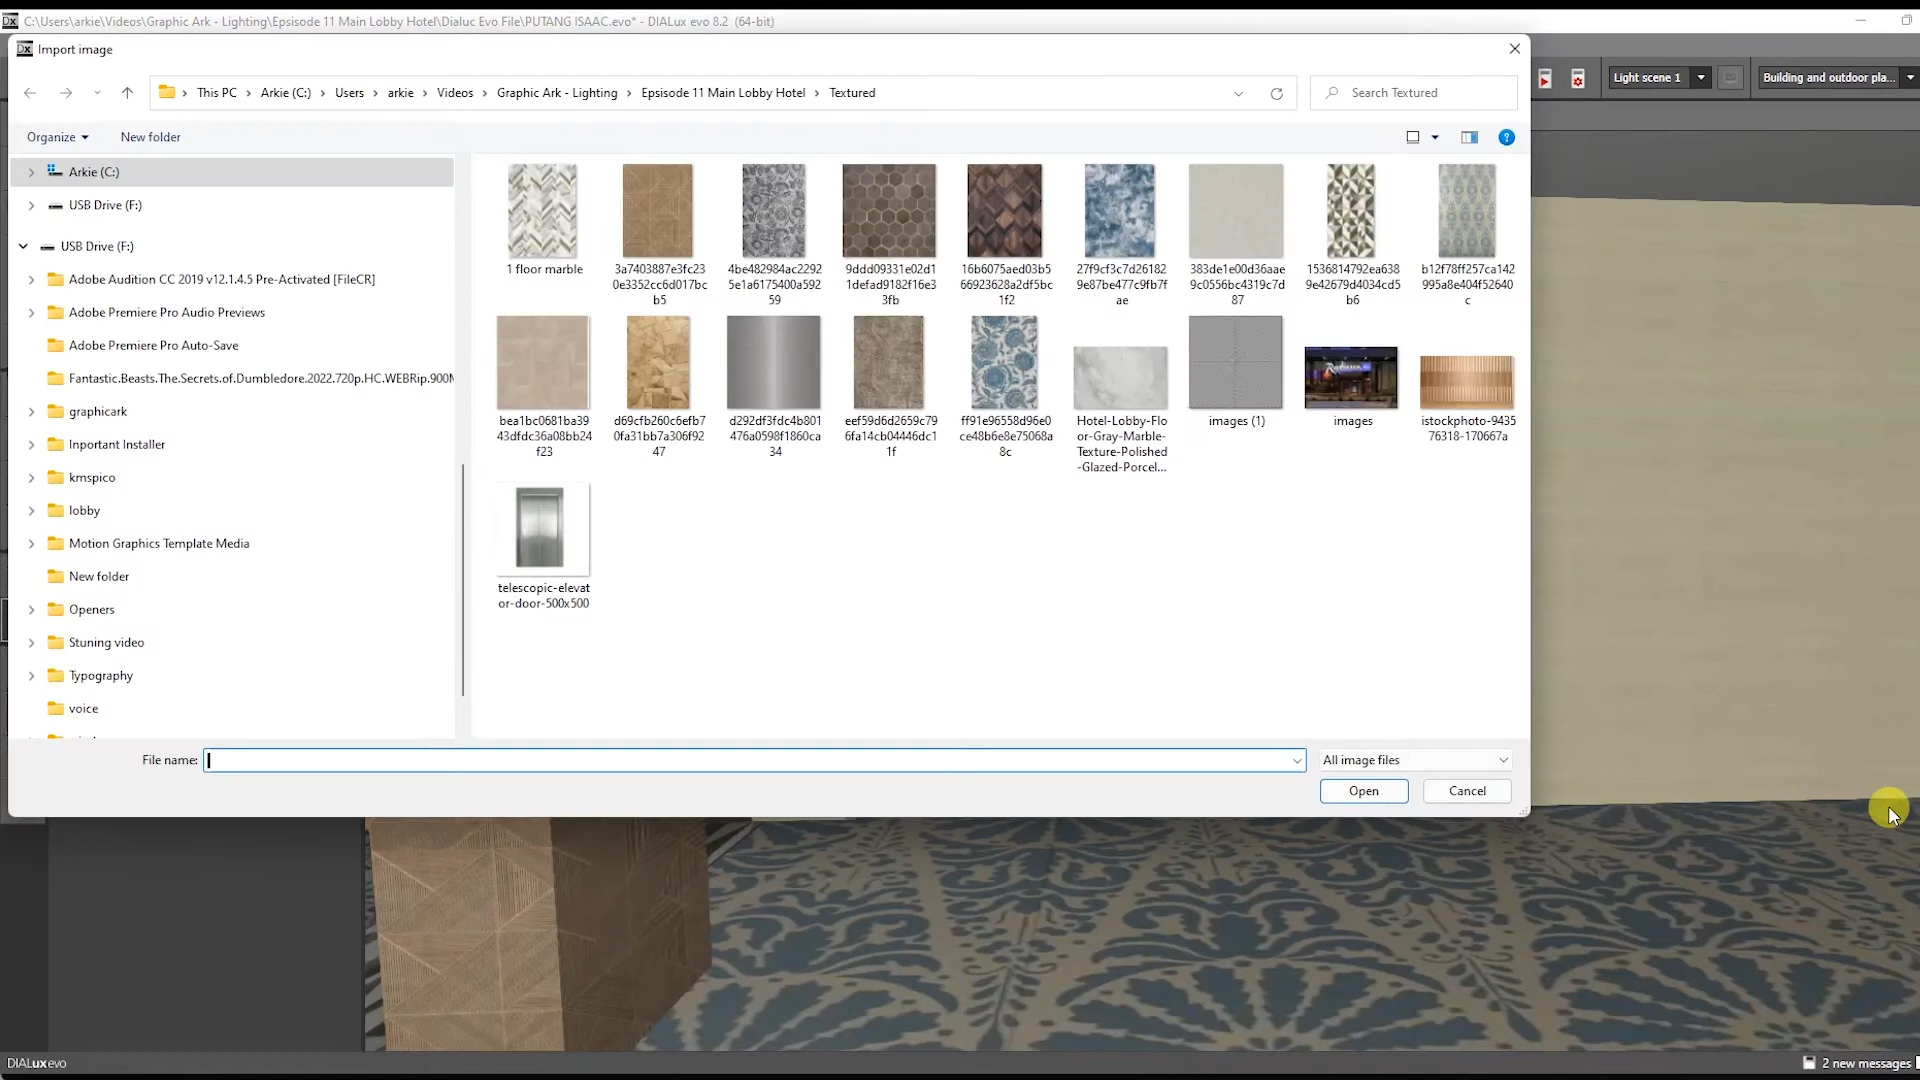 C:\Users\arkie\Videos\Graphic Ark - Lighting\Epsisode 11 Main Lobby Hotel\Dialuc Evo File\PUTANG ISAAC.evo* - DIALux evo 8.2 (64-bit)
Import image
This PC > Arkie (C:) > Users > arkie > Videos > Graphic Ark - Lighting > Epsisode 11 Main Lobby Hotel > Textured
Search Textured
Light scene 1
Building and outdoor pla...
Organize
New folder
Arkie (C:)
USB Drive (F:)
USB Drive (F:)
Adobe Audition CC 2019 v12.1.4.5 Pre-Activated [FileCR]
Adobe Premiere Pro Audio Previews
Adobe Premiere Pro Auto-Save
Fantastic.Beasts.The.Secrets.of.Dumbledore.2022.720p.HC.WEBRip.900M
graphicark
Inportant Installer
kmspico
lobby
Motion Graphics Template Media
New folder
Openers
Stuning video
Typography
voice
1 floor marble
3a7403887e3fc23
0e3352cc6d017bc
b5
4be482984ac2292
5e1a6175400a592
59
9ddd09331e02d1
1defad9182f16e3
3fb
16b6075aed03b5
66923628a2df5bc
1f2
27f9cf3c7d26182
9e87be477c9fb7f
ae
383de1e00d36aae
9c0556bc4319c7d
87
1536814792ea638
9e42679d4034cd5
b6
b12f78ff257ca142
995a8e404f52640
c
bea1bc0681ba39
43dfdc36a08bb24
f23
d69cfb260c6efb7
0fa31bb7a306f92
47
d292df3fdc4b801
476a0598f1860ca
34
eef59d6d2659c79
6fa14cb04446dc1
1f
ff91e96558d96e0
ce48b6e8e75068a
8c
Hotel-Lobby-Flo
or-Gray-Marble-
Texture-Polished
-Glazed-Porcel...
images (1)
images
istockphoto-9435
76318-170667a
telescopic-elevat
or-door-500x500
File name:
All image files
Open
Cancel
DIALux evo
2 new messages